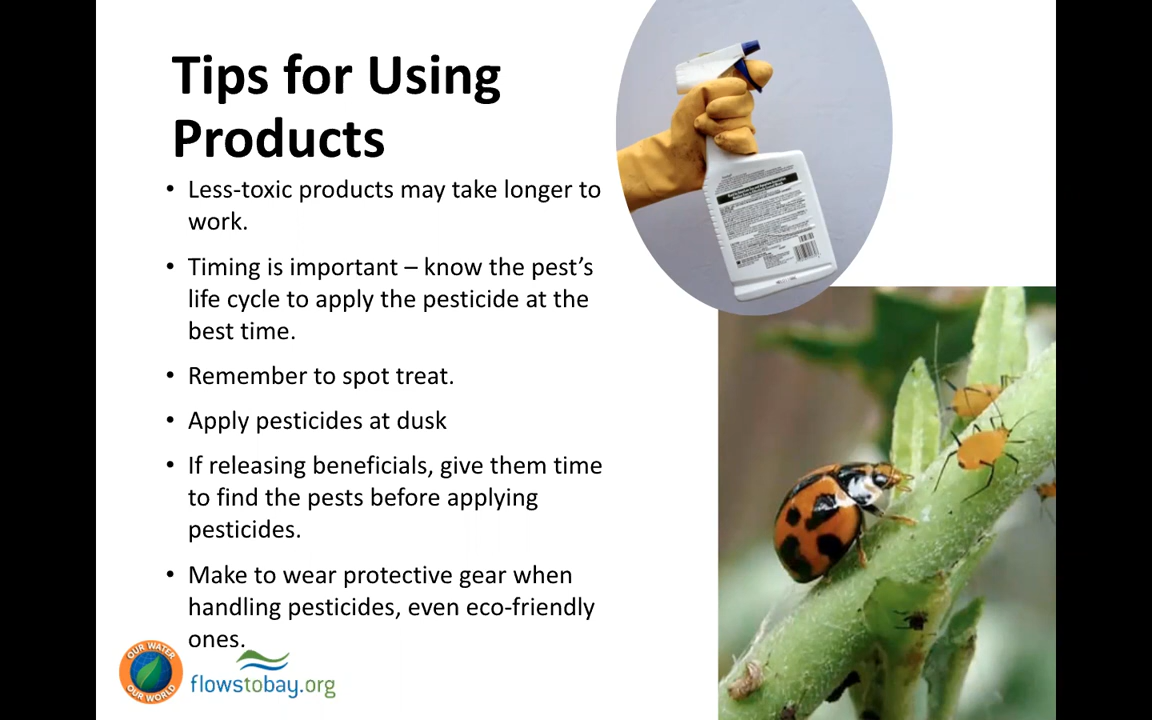 Tips for Using
Products
• Less-toxic products may take longer to
work.
• Timing is important – know the pest’s
life cycle to apply the pesticide at the
best time.
• Remember to spot treat.
• Apply pesticides at dusk
• If releasing beneficials, give them time
to find the pests before applying
pesticides.
• Make to wear protective gear when
handling pesticides, even eco-friendly
ones.
OUR WATER
OUR WORLD
flowstobay.org